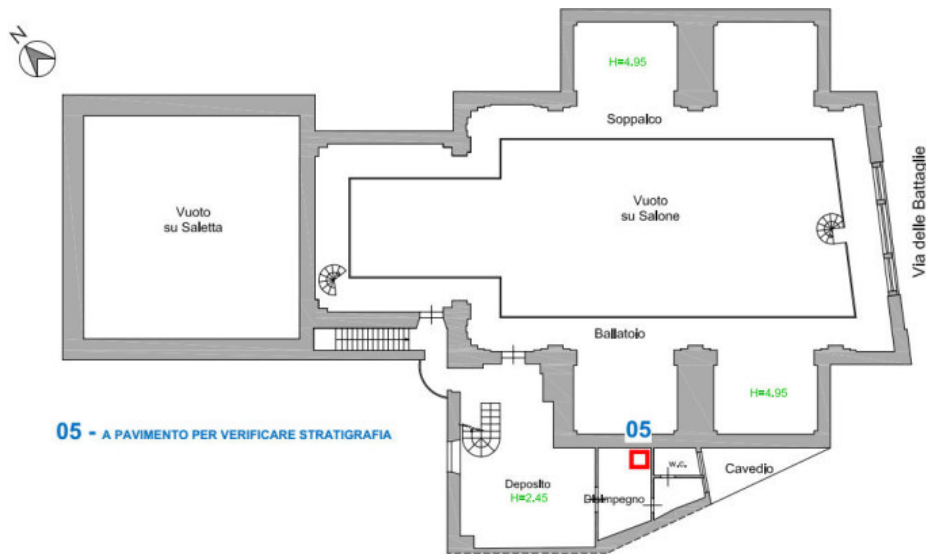 N
H=4.95
Soppalco
Vuoto
su Saletta
Vuoto
su Salone
Via delle Battaglie
Ballatoio
H=4.95
05 - A PAVIMENTO PER VERIFICARE STRATIGRAFIA
05
Deposito
H=2.45
Disimpegno
w.c.
Cavedio